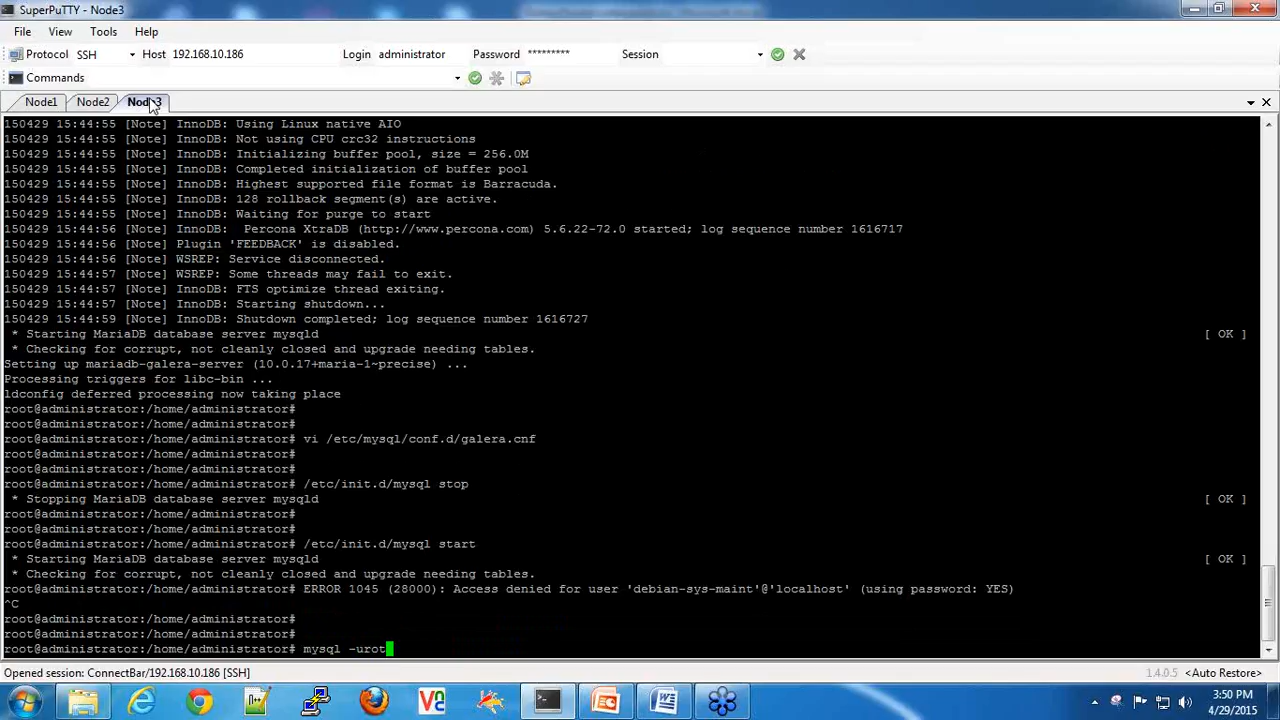 SuperPuTTY - Node3
File View Tools Help
Protocol SSH Host 192.168.10.186 Login administrator Password ********* Session
Commands
Node1 Node2 Node3
150429 15:44:55 [Note] InnoDB: Using Linux native AIO
150429 15:44:55 [Note] InnoDB: Not using CPU crc32 instructions
150429 15:44:55 [Note] InnoDB: Initializing buffer pool, size = 256.0M
150429 15:44:55 [Note] InnoDB: Completed initialization of buffer pool
150429 15:44:55 [Note] InnoDB: Highest supported file format is Barracuda.
150429 15:44:55 [Note] InnoDB: 128 rollback segment(s) are active.
150429 15:44:55 [Note] InnoDB: Waiting for purge to start
150429 15:44:56 [Note] InnoDB:  Percona XtraDB (http://www.percona.com) 5.6.22-72.0 started; log sequence number 1616717
150429 15:44:56 [Note] Plugin 'FEEDBACK' is disabled.
150429 15:44:56 [Note] WSREP: Service disconnected.
150429 15:44:57 [Note] WSREP: Some threads may fail to exit.
150429 15:44:57 [Note] InnoDB: FTS optimize thread exiting.
150429 15:44:57 [Note] InnoDB: Starting shutdown...
150429 15:44:59 [Note] InnoDB: Shutdown completed; log sequence number 1616727
* Starting MariaDB database server mysqld [ OK ]
* Checking for corrupt, not cleanly closed and upgrade needing tables.
Setting up mariadb-galera-server (10.0.17+maria-1~precise) ...
Processing triggers for libc-bin ...
ldconfig deferred processing now taking place
root@administrator:/home/administrator#
root@administrator:/home/administrator#
root@administrator:/home/administrator# vi /etc/mysql/conf.d/galera.cnf
root@administrator:/home/administrator#
root@administrator:/home/administrator#
root@administrator:/home/administrator# /etc/init.d/mysql stop
* Stopping MariaDB database server mysqld [ OK ]
root@administrator:/home/administrator#
root@administrator:/home/administrator#
root@administrator:/home/administrator# /etc/init.d/mysql start
* Starting MariaDB database server mysqld [ OK ]
* Checking for corrupt, not cleanly closed and upgrade needing tables.
root@administrator:/home/administrator# ERROR 1045 (28000): Access denied for user 'debian-sys-maint'@'localhost' (using password: YES)
^C
root@administrator:/home/administrator#
root@administrator:/home/administrator#
root@administrator:/home/administrator# mysql -urot
Opened session: ConnectBar/192.168.10.186 [SSH] 1.4.0.5 <Auto Restore>
3:50 PM
4/29/2015